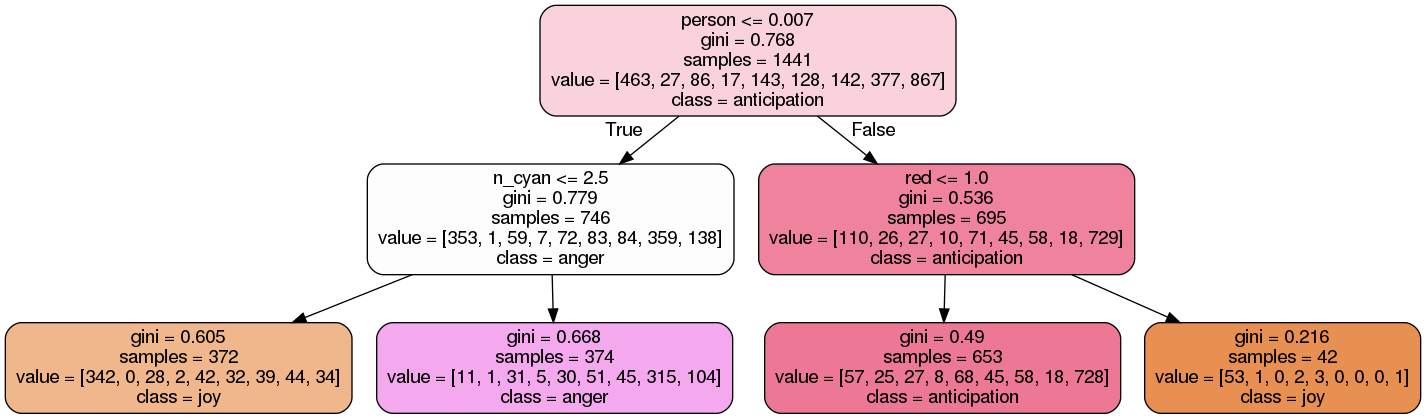 person <= 0.007
gini = 0.768
samples = 1441
value = [463, 27, 86, 17, 143, 128, 142, 377, 867]
class = anticipation
True
False
n_cyan <= 2.5
gini = 0.779
samples = 746
value = [353, 1, 59, 7, 72, 83, 84, 359, 138]
class = anger
red <= 1.0
gini = 0.536
samples = 695
value = [110, 26, 27, 10, 71, 45, 58, 18, 729]
class = anticipation
gini = 0.605
samples = 372
value = [342, 0, 28, 2, 42, 32, 39, 44, 34]
class = joy
gini = 0.668
samples = 374
value = [11, 1, 31, 5, 30, 51, 45, 315, 104]
class = anger
gini = 0.49
samples = 653
value = [57, 25, 27, 8, 68, 45, 58, 18, 728]
class = anticipation
gini = 0.216
samples = 42
value = [53, 1, 0, 2, 3, 0, 0, 0, 1]
class = joy